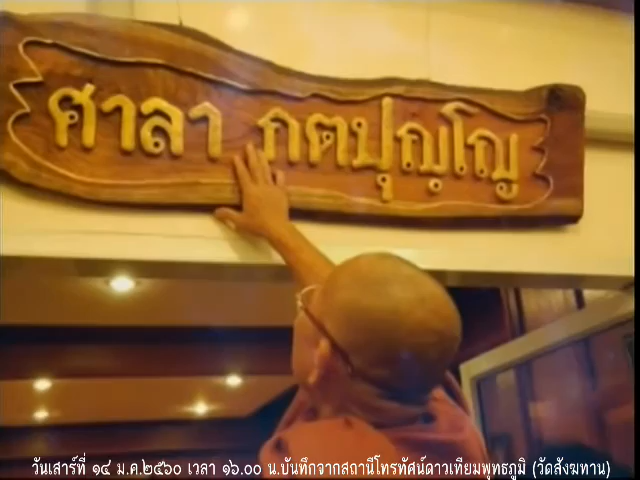 ศาลา กตปุญฺโญ
วันเสาร์ที่ ๑๔ ม.ค.๒๕๖๐ เวลา ๑๖.๐๐ น.บันทึกจากสถานีโทรทัศน์ดาวเทียมพุทธภูมิ (วัดสังฆทาน)